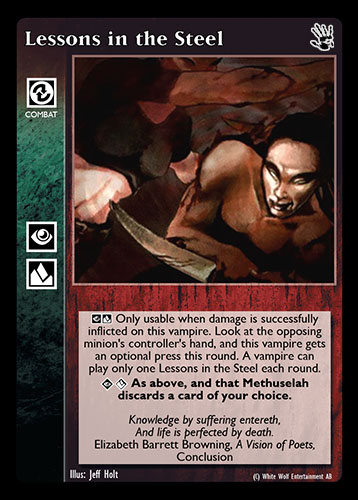 Lessons in the Steel
COMBAT
Only usable when damage is successfully
inflicted on this vampire. Look at the opposing
minion's controller's hand, and this vampire gets
an optional press this round. A vampire can
play only one Lessons in the Steel each round.
As above, and that Methuselah
discards a card of your choice.
Knowledge by suffering entereth,
And life is perfected by death.
Elizabeth Barrett Browning, A Vision of Poets,
Conclusion
Illus: Jeff Holt
(C) White Wolf Entertainment AB